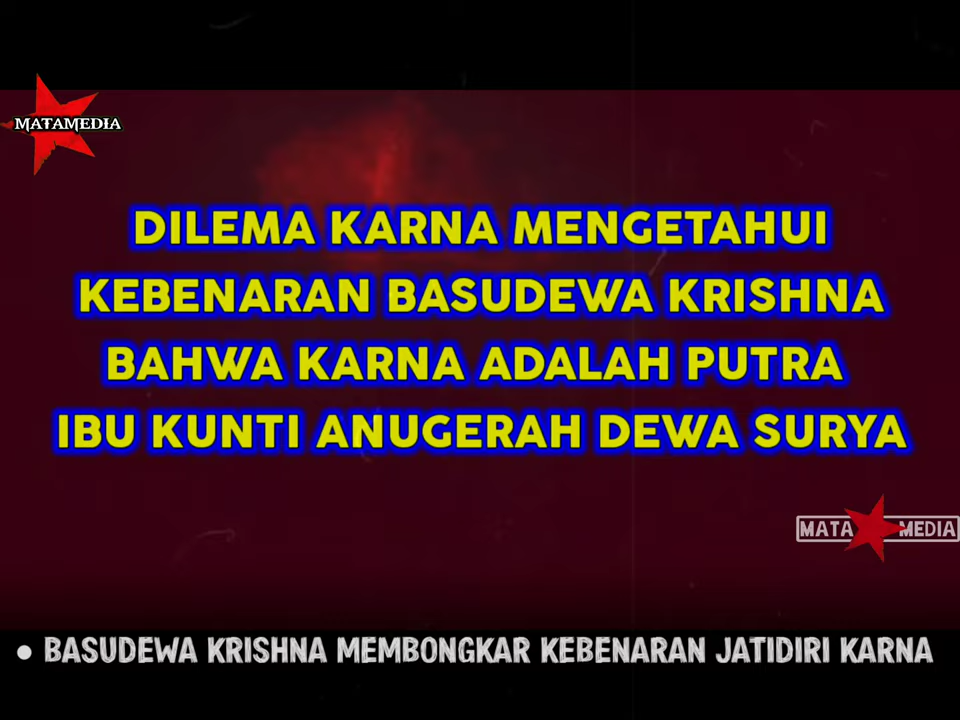 MATAMEDIA
DILEMA KARNA MENGETAHUI
KEBENARAN BASUDEWA KRISHNA
BAHWA KARNA ADALAH PUTRA
IBU KUNTI ANUGERAH DEWA SURYA
MATA MEDIA
• BASUDEWA KRISHNA MEMBONGKAR KEBENARAN JATIDIRI KARNA